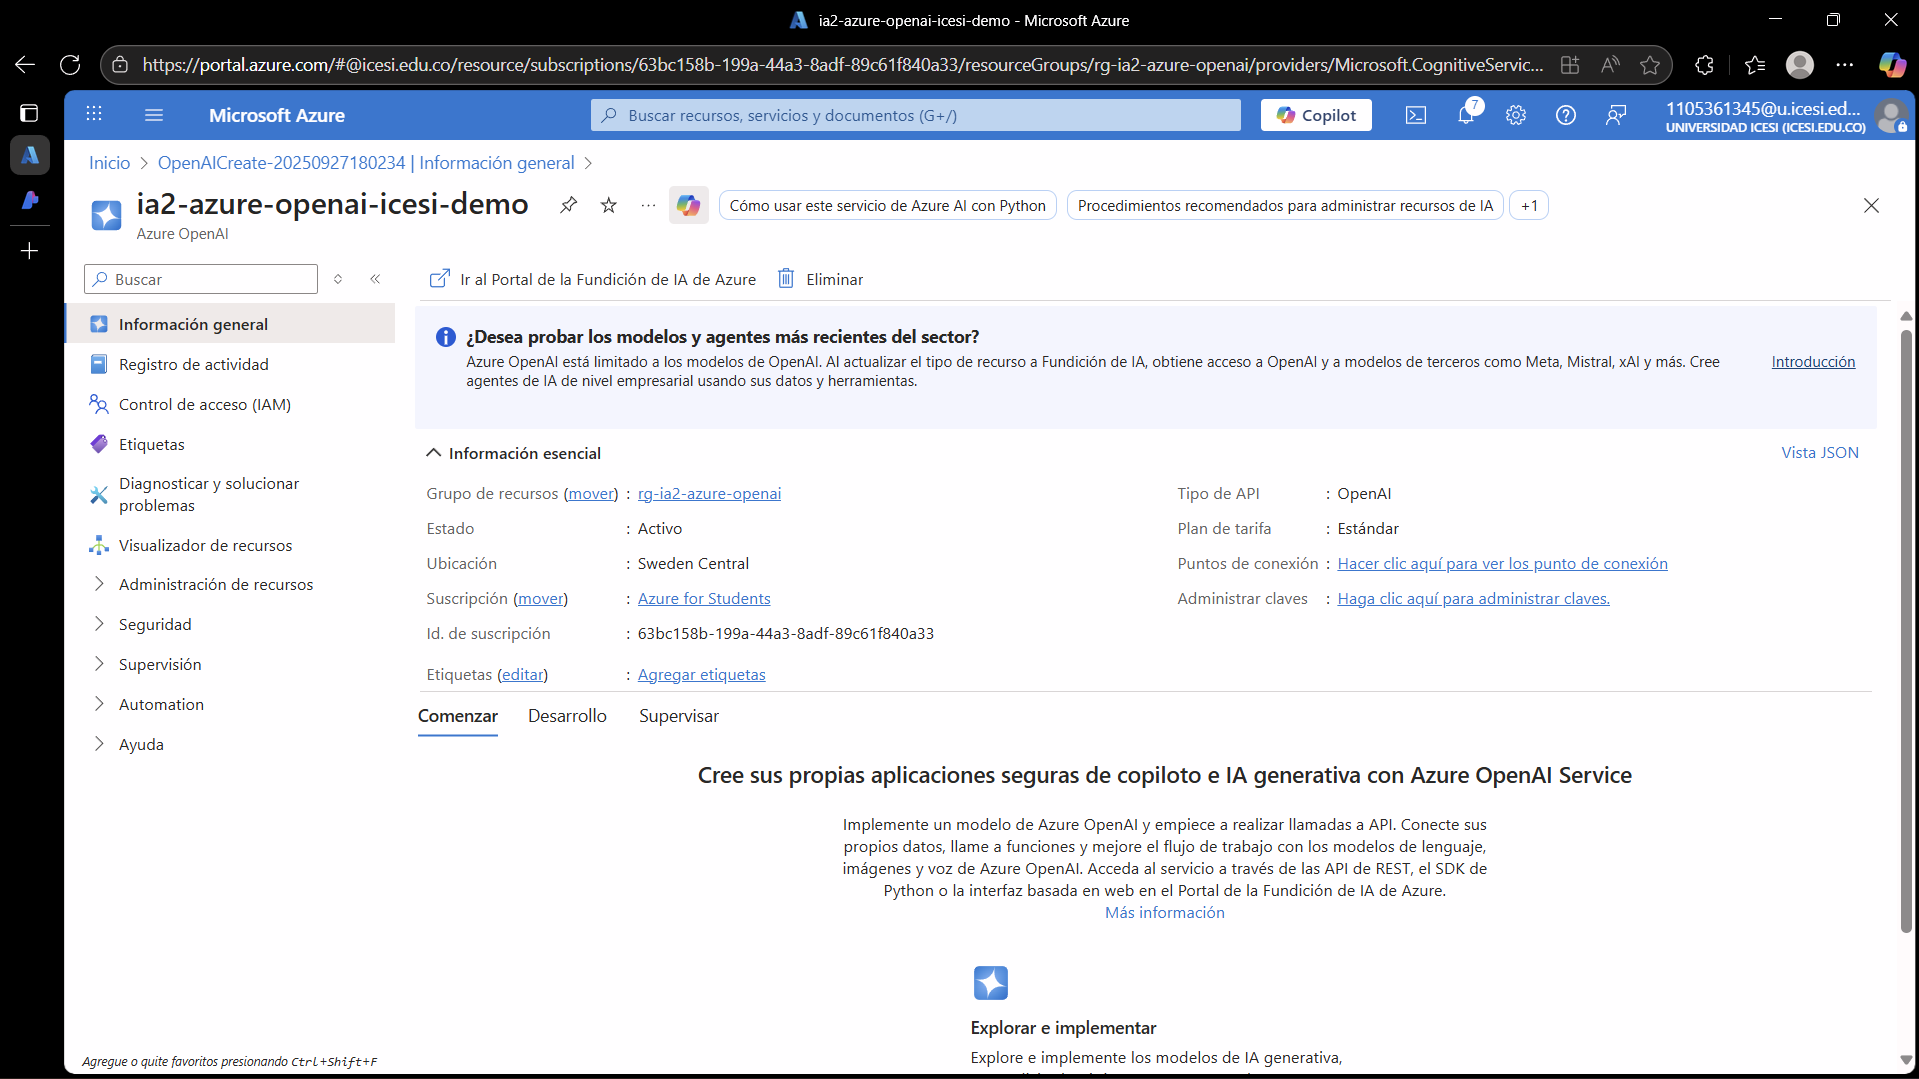 ia2-azure-openai-icesi-demo - Microsoft Azure
https://portal.azure.com/#@icesi.edu.co/resource/subscriptions/63bc158b-199a-44a3-8adf-89c61f840a33/resourceGroups/rg-ia2-azure-openai/providers/Microsoft.CognitiveServic...
Microsoft Azure
Buscar recursos, servicios y documentos (G+/)
Copilot
7
1105361345@u.icesi.ed...
UNIVERSIDAD ICESI (ICESI.EDU.CO)
Inicio > OpenAICreate-20250927180234 | Información general >
ia2-azure-openai-icesi-demo
Azure OpenAI
Cómo usar este servicio de Azure AI con Python
Procedimientos recomendados para administrar recursos de IA
+1
Buscar
Información general
Registro de actividad
Control de acceso (IAM)
Etiquetas
Diagnosticar y solucionar
problemas
Visualizador de recursos
Administración de recursos
Seguridad
Supervisión
Automation
Ayuda
Agregue o quite favoritos presionando Ctrl+Shift+F
Ir al Portal de la Fundición de IA de Azure
Eliminar
¿Desea probar los modelos y agentes más recientes del sector?
Azure OpenAI está limitado a los modelos de OpenAI. Al actualizar el tipo de recurso a Fundición de IA, obtiene acceso a OpenAI y a modelos de terceros como Meta, Mistral, xAI y más. Cree
agentes de IA de nivel empresarial usando sus datos y herramientas.
Introducción
Información esencial
Vista JSON
Grupo de recursos (mover) : rg-ia2-azure-openai
Estado : Activo
Ubicación : Sweden Central
Suscripción (mover) : Azure for Students
Id. de suscripción : 63bc158b-199a-44a3-8adf-89c61f840a33
Etiquetas (editar) : Agregar etiquetas
Tipo de API : OpenAI
Plan de tarifa : Estándar
Puntos de conexión : Hacer clic aquí para ver los punto de conexión
Administrar claves : Haga clic aquí para administrar claves.
Comenzar
Desarrollo
Supervisar
Cree sus propias aplicaciones seguras de copiloto e IA generativa con Azure OpenAI Service
Implemente un modelo de Azure OpenAI y empiece a realizar llamadas a API. Conecte sus
propios datos, llame a funciones y mejore el flujo de trabajo con los modelos de lenguaje,
imágenes y voz de Azure OpenAI. Acceda al servicio a través de las API de REST, el SDK de
Python o la interfaz basada en web en el Portal de la Fundición de IA de Azure.
Más información
Explorar e implementar
Explore e implemente los modelos de IA generativa,